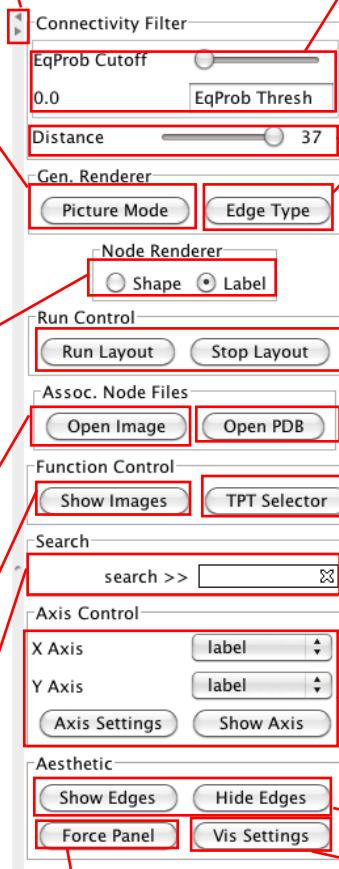 Connectivity Filter
EqProb Cutoff
0.0 EqProb Thresh
Distance 37
Gen. Renderer
Picture Mode Edge Type
Node Renderer
Shape Label
Run Control
Run Layout Stop Layout
Assoc. Node Files
Open Image Open PDB
Function Control
Show Images TPT Selector
Search
search >>
Axis Control
X Axis label
Y Axis label
Axis Settings Show Axis
Aesthetic
Show Edges Hide Edges
Force Panel Vis Settings